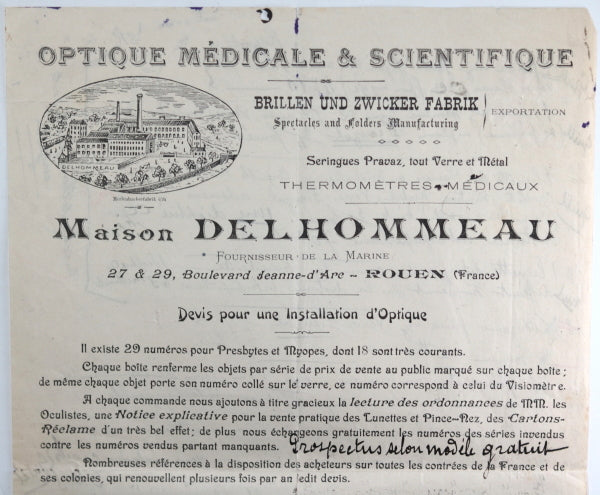 OPTIQUE MÉDICALE & SCIENTIFIQUE
BRILLEN UND ZWICKER FABRIK
Spectacles and Folders Manufacturing
EXPORTATION
Seringues Pravaz, tout Verre et Métal
THERMOMÈTRES MÉDICAUX
DELHOMMEAU
Maison DELHOMMEAU
* FOURNISSEUR DE LA MARINE
27 & 29, Boulevard Jeanne-d'Arc — ROUEN (France)
Devis pour une Installation d'Optique
Il existe 29 numéros pour Presbytes et Myopes, dont 18 sont très courants.
Chaque boîte renferme les objets par série de prix de vente au public marqué sur chaque boîte;
de même chaque objet porte son numéro collé sur le verre, ce numéro correspond à celui du Visiomètre.
A chaque commande nous ajoutons à titre gracieux la lecture des ordonnances de MM. les
Oculistes, une Notice explicative pour la vente pratique des Lunettes et Pince-Nez, des Cartons-
Réclame d'un très bel effet; de plus nous échangeons gratuitement les numéros des séries invendus
contre les numéros vendus partant manquants. Prospectus selon modèle gratuit
Nombreuses références à la disposition des acheteurs sur toutes les contrées de la France et de
ses colonies, qui renouvellent plusieurs fois par an ledit devis.